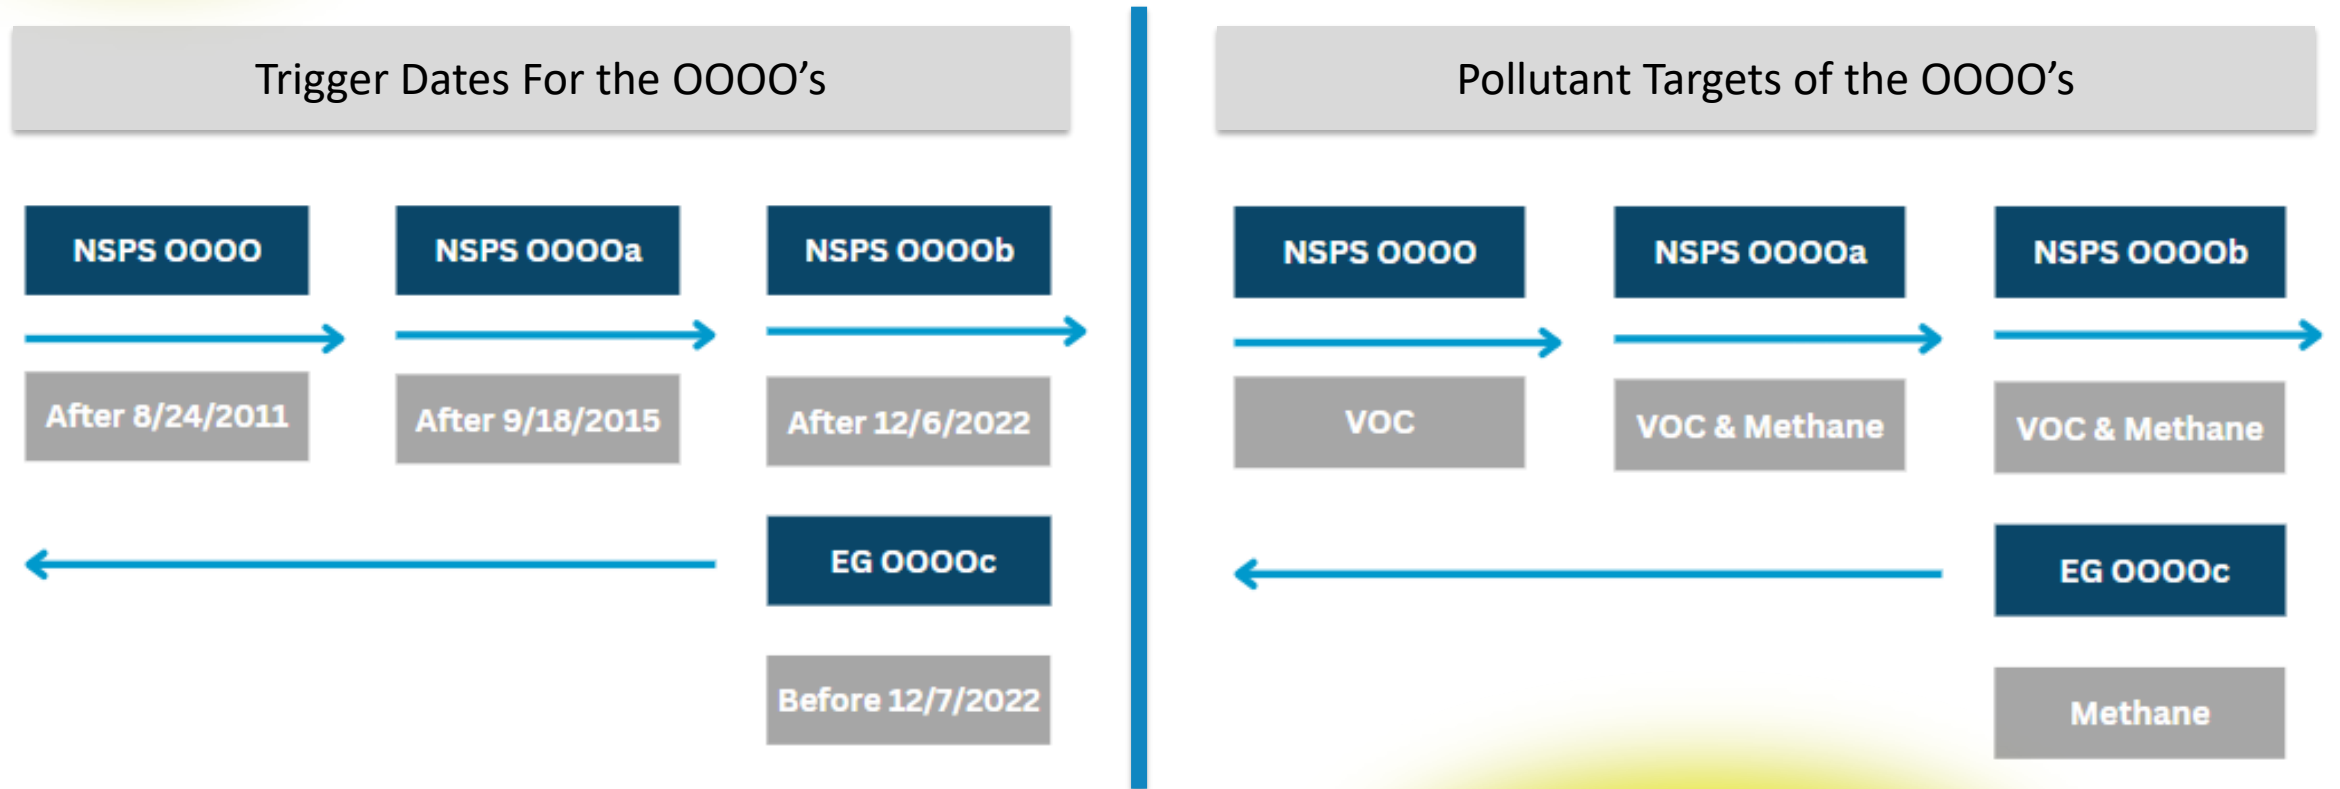 Trigger Dates For the OOOO’s
NSPS OOOO
NSPS OOOOa
NSPS OOOOb
After 8/24/2011
After 9/18/2015
After 12/6/2022
EG OOOOc
Before 12/7/2022
Pollutant Targets of the OOOO’s
NSPS OOOO
NSPS OOOOa
NSPS OOOOb
VOC
VOC & Methane
VOC & Methane
EG OOOOc
Methane